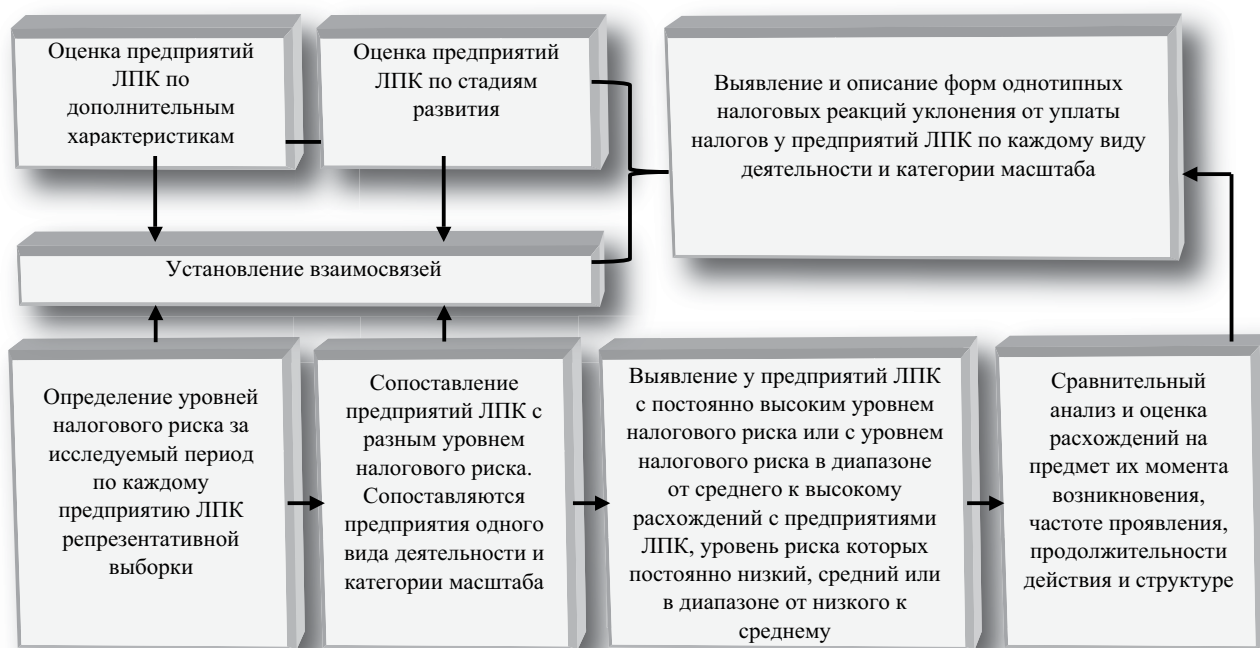 Оценка предприятий
ЛПК по
дополнительным
характеристикам
Оценка предприятий
ЛПК по стадиям
развития
Выявление и описание форм однотипных
налоговых реакций уклонения от уплаты
налогов у предприятий ЛПК по каждому виду
деятельности и категории масштаба
Установление взаимосвязей
Определение уровней
налогового риска за
исследуемый период
по каждому
предприятию ЛПК
репрезентативной
выборки
Сопоставление
предприятий ЛПК с
разным уровнем
налогового риска.
Сопоставляются
предприятия одного
вида деятельности и
категории масштаба
Выявление у предприятий ЛПК
с постоянно высоким уровнем
налогового риска или с уровнем
налогового риска в диапазоне
от среднего к высокому
расхождений с предприятиями
ЛПК, уровень риска которых
постоянно низкий, средний или
в диапазоне от низкого к
среднему
Сравнительный
анализ и оценка
расхождений на
предмет их момента
возникновения,
частоте проявления,
продолжительности
действия и структуре